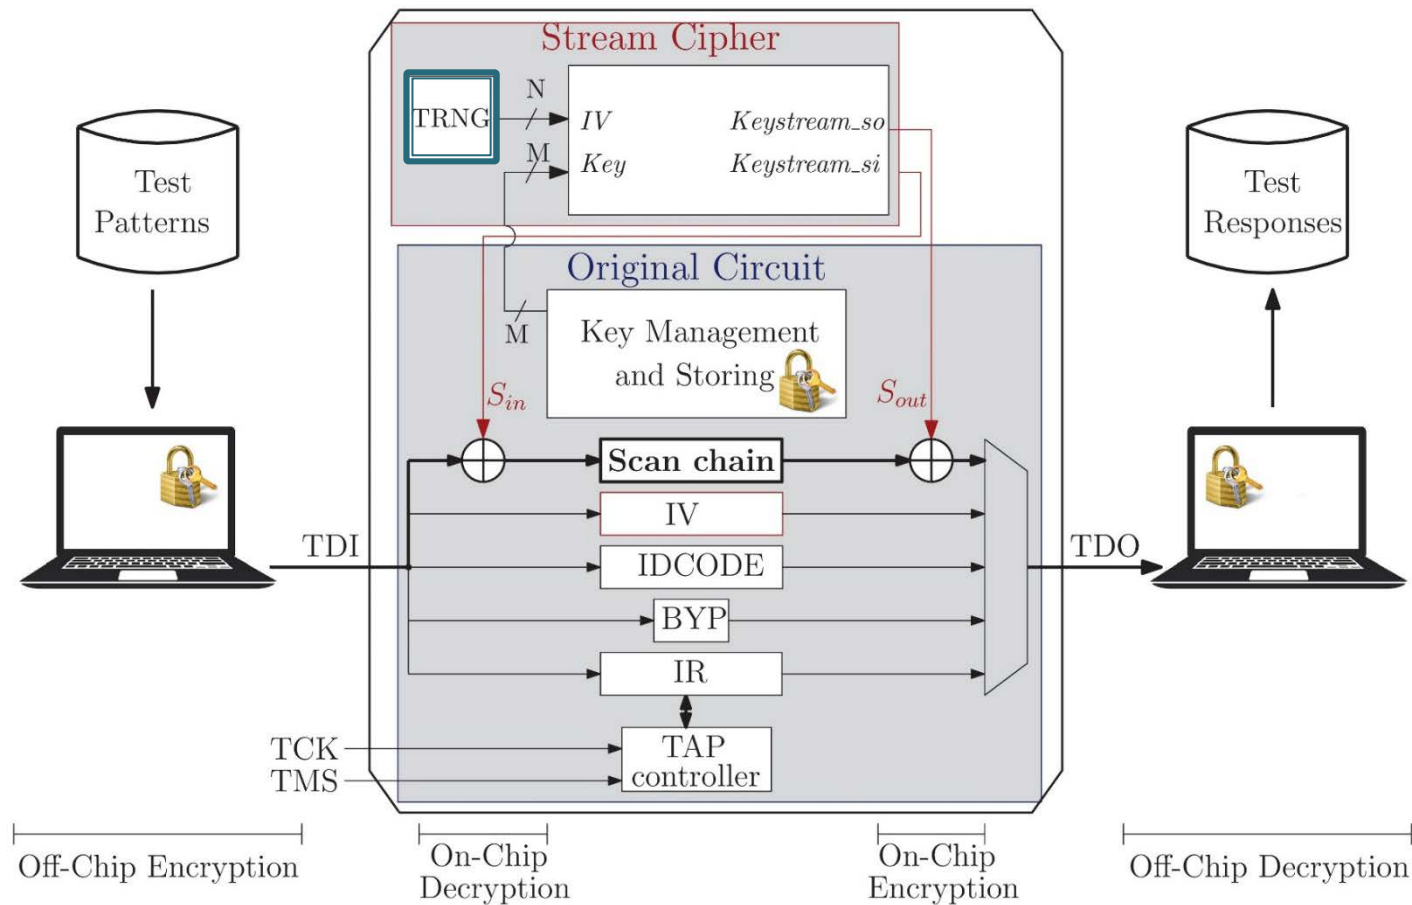 Stream Cipher
TRNG
N
M
IV
Key
Keystream_so
Keystream_si
Test
Patterns
Test
Responses
Original Circuit
M
Key Management
and Storing
S_in
S_out
Scan chain
IV
IDCODE
BYP
IR
TAP
controller
TDI
TDO
TCK
TMS
Off-Chip Encryption
On-Chip
Decryption
On-Chip
Encryption
Off-Chip Decryption